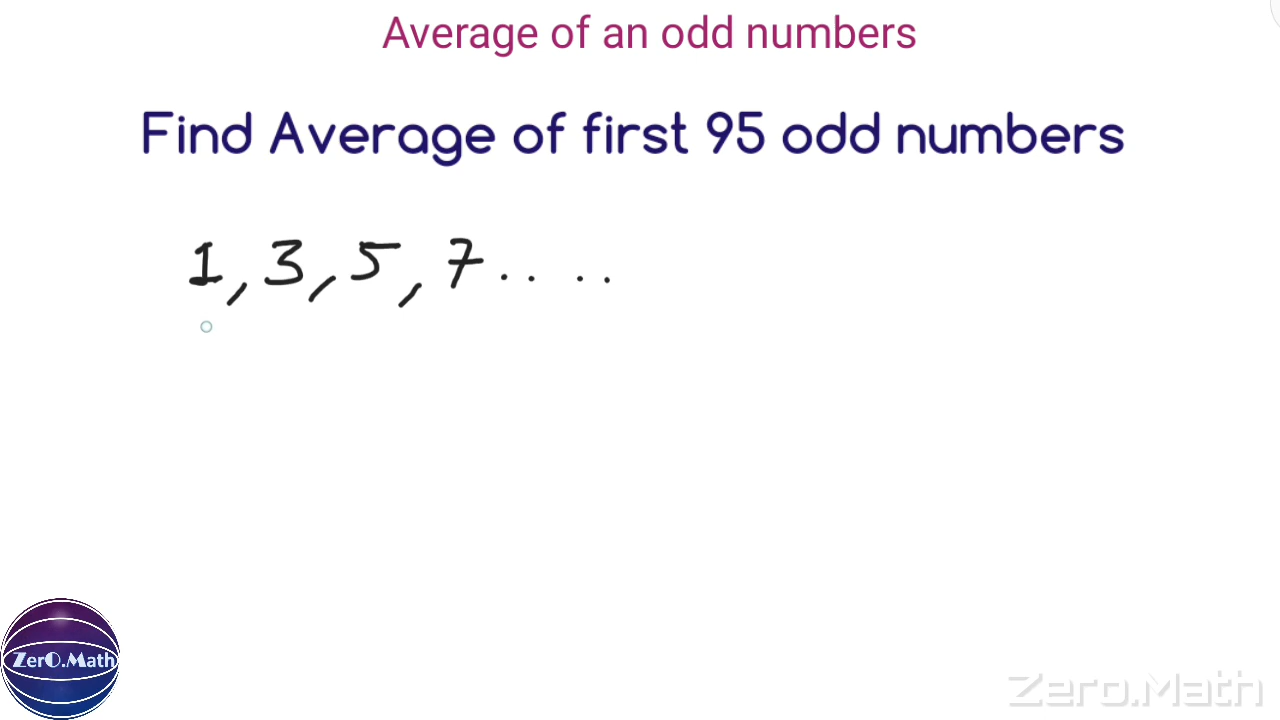 Average of an odd numbers
Find Average of first 95 odd numbers
1, 3, 5, 7 .. ..
ZerO.Math
Zero.Math